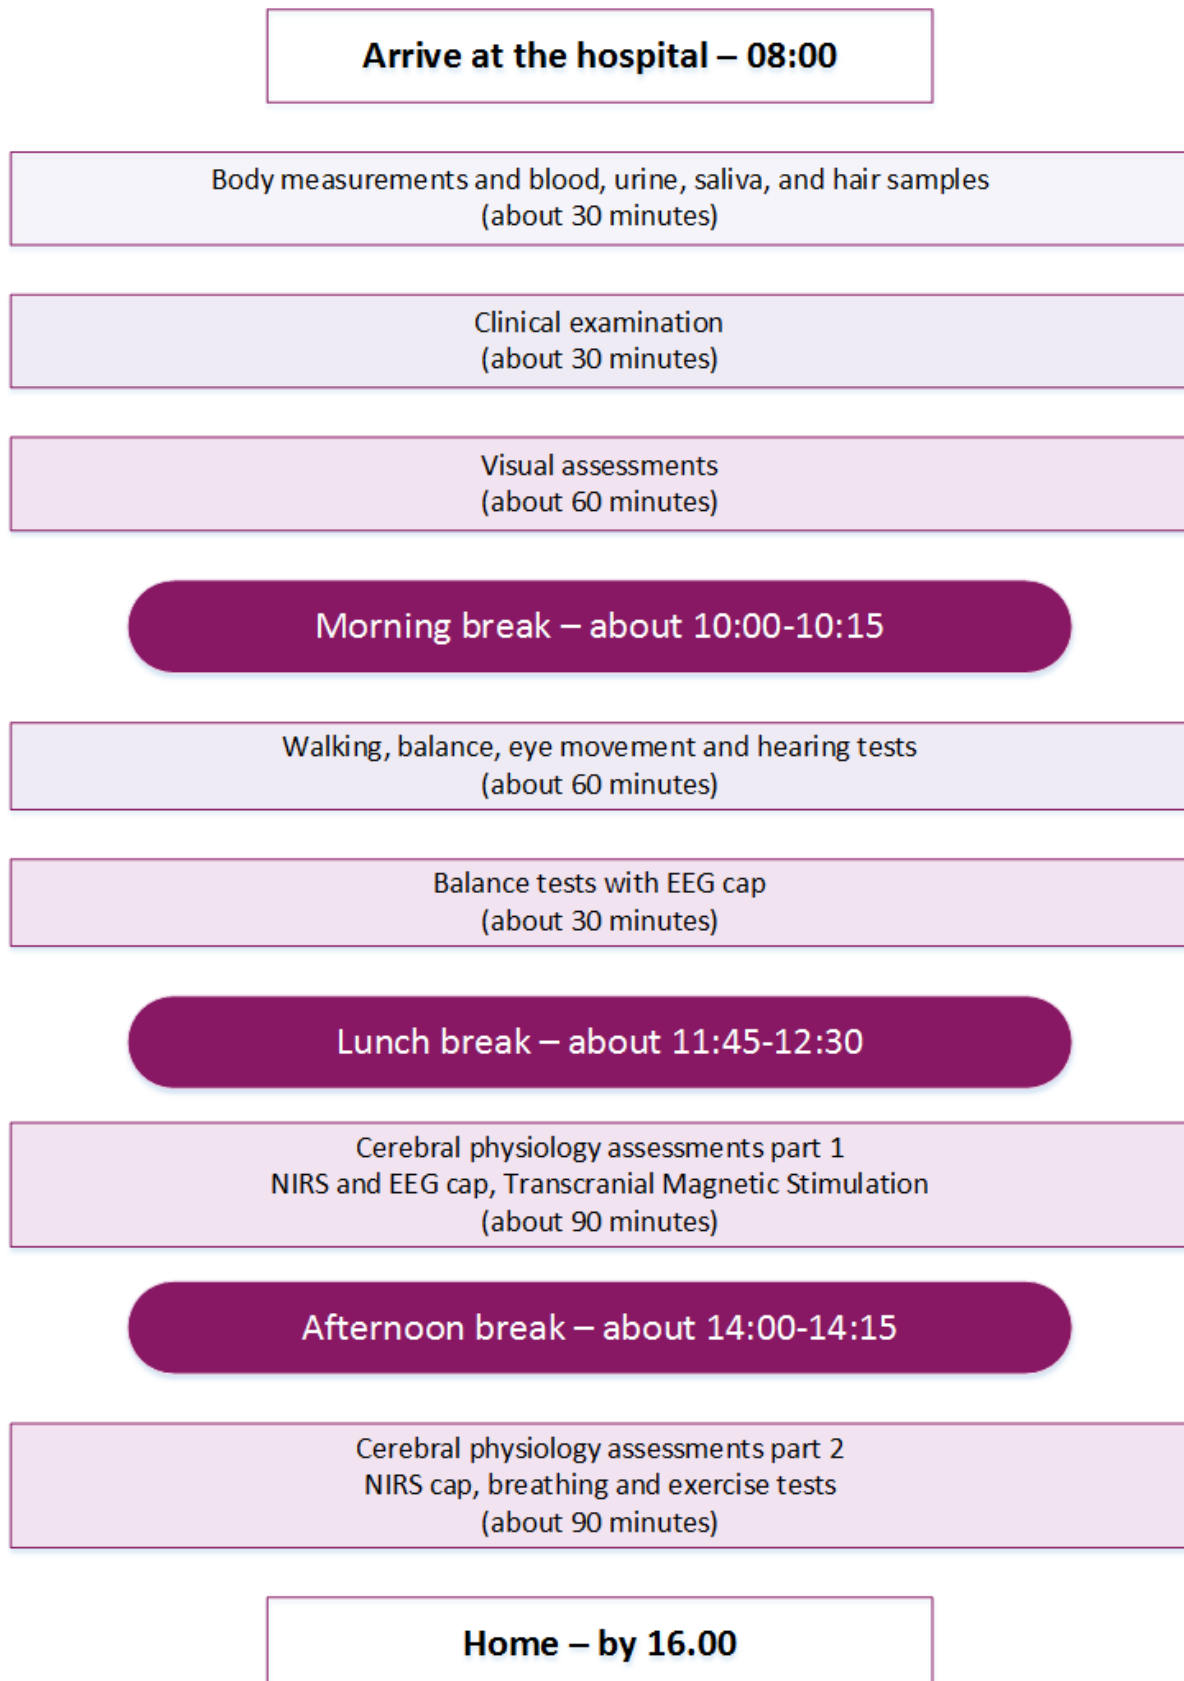 Arrive at the hospital – 08:00
Body measurements and blood, urine, saliva, and hair samples
(about 30 minutes)
Clinical examination
(about 30 minutes)
Visual assessments
(about 60 minutes)
Morning break – about 10:00-10:15
Walking, balance, eye movement and hearing tests
(about 60 minutes)
Balance tests with EEG cap
(about 30 minutes)
Lunch break – about 11:45-12:30
Cerebral physiology assessments part 1
NIRS and EEG cap, Transcranial Magnetic Stimulation
(about 90 minutes)
Afternoon break – about 14:00-14:15
Cerebral physiology assessments part 2
NIRS cap, breathing and exercise tests
(about 90 minutes)
Home – by 16.00